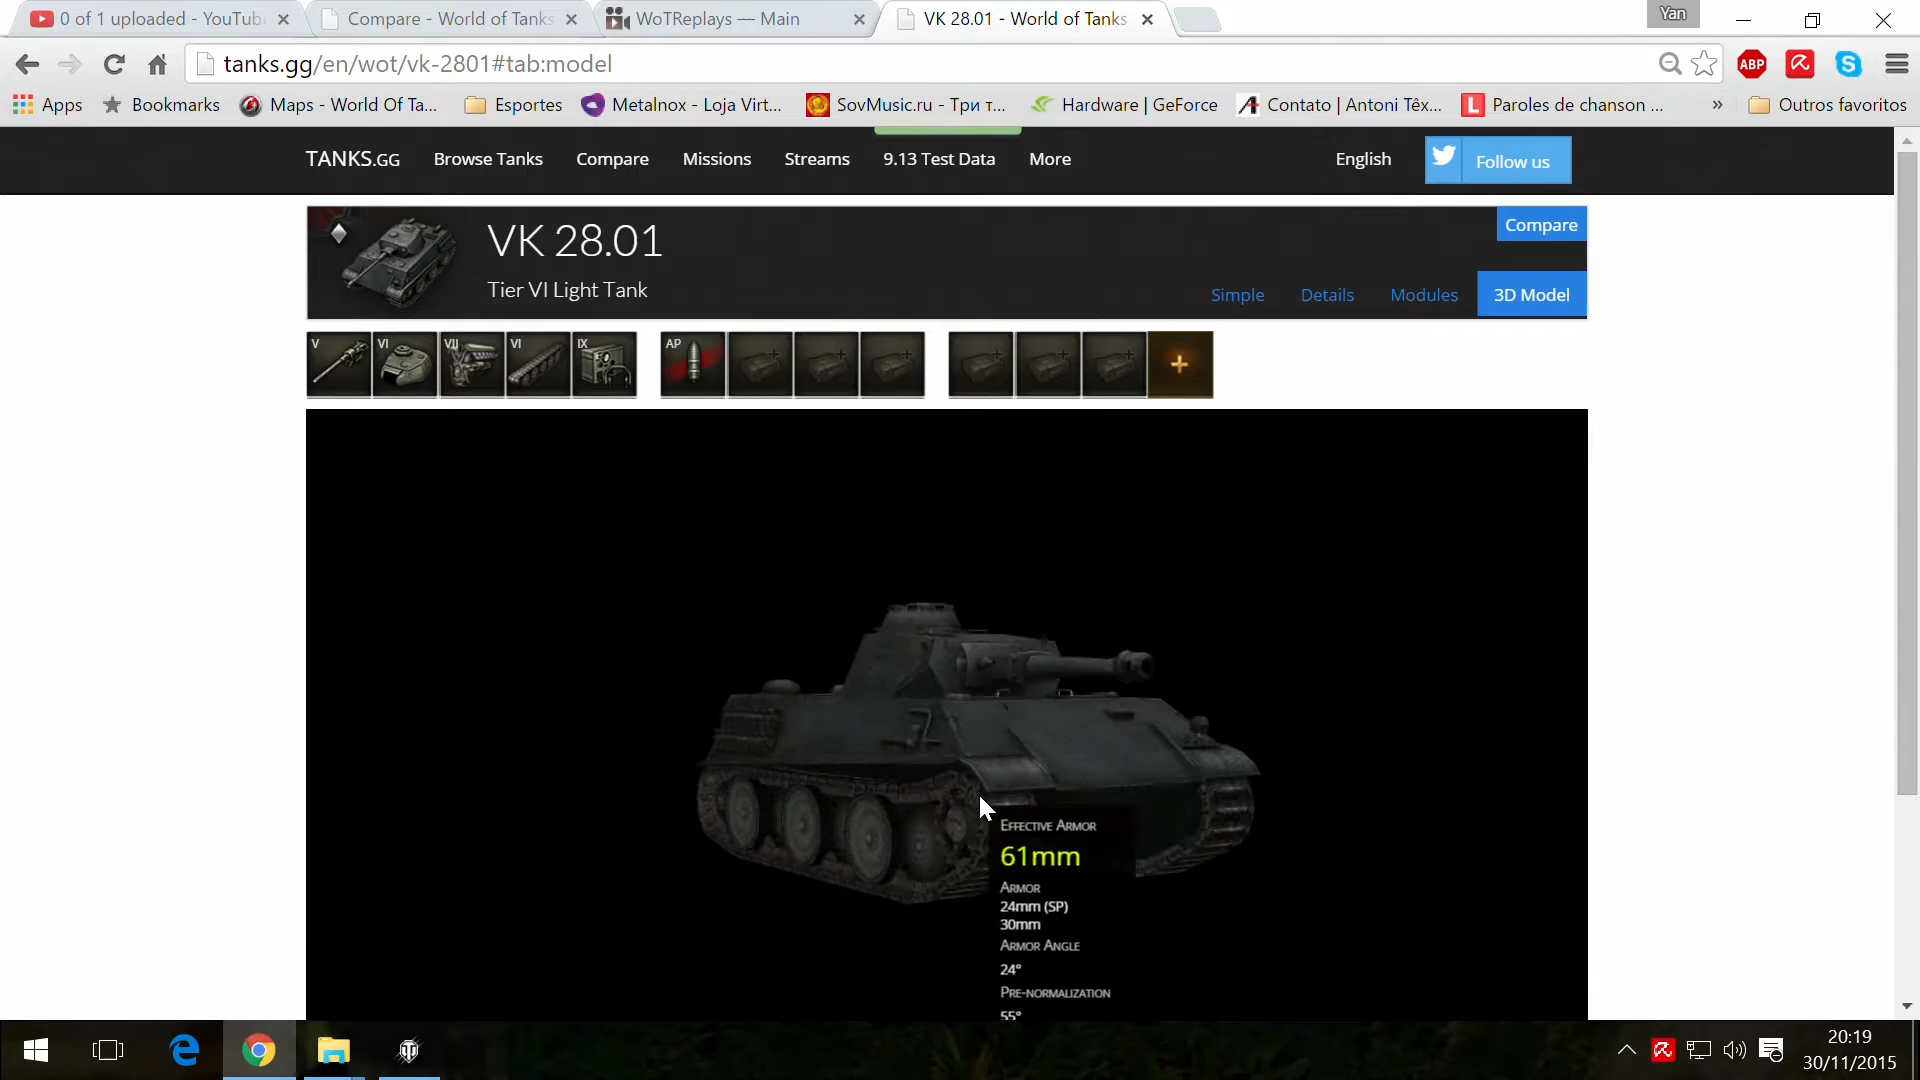 0 of 1 uploaded - YouTube
Compare - World of Tanks
WoTReplays — Main
VK 28.01 - World of Tanks
Yan
tanks.gg/en/wot/vk-2801#tab:model
ABP
Apps
Bookmarks
Maps - World Of Ta...
Esportes
Metalnox - Loja Virt...
SovMusic.ru - Три т...
Hardware | GeForce
Contato | Antoni Têx...
L
Paroles de chanson ...
»
Outros favoritos
TANKS.GG
Browse Tanks
Compare
Missions
Streams
9.13 Test Data
More
English
Follow us
VK 28.01
Compare
Tier VI Light Tank
Simple
Details
Modules
3D Model
V
VI
VII
VI
IX
AP
EFFECTIVE ARMOR
61mm
ARMOR
24mm (SP)
30mm
ARMOR ANGLE
24°
PRE-NORMALIZATION
55°
20:19
30/11/2015